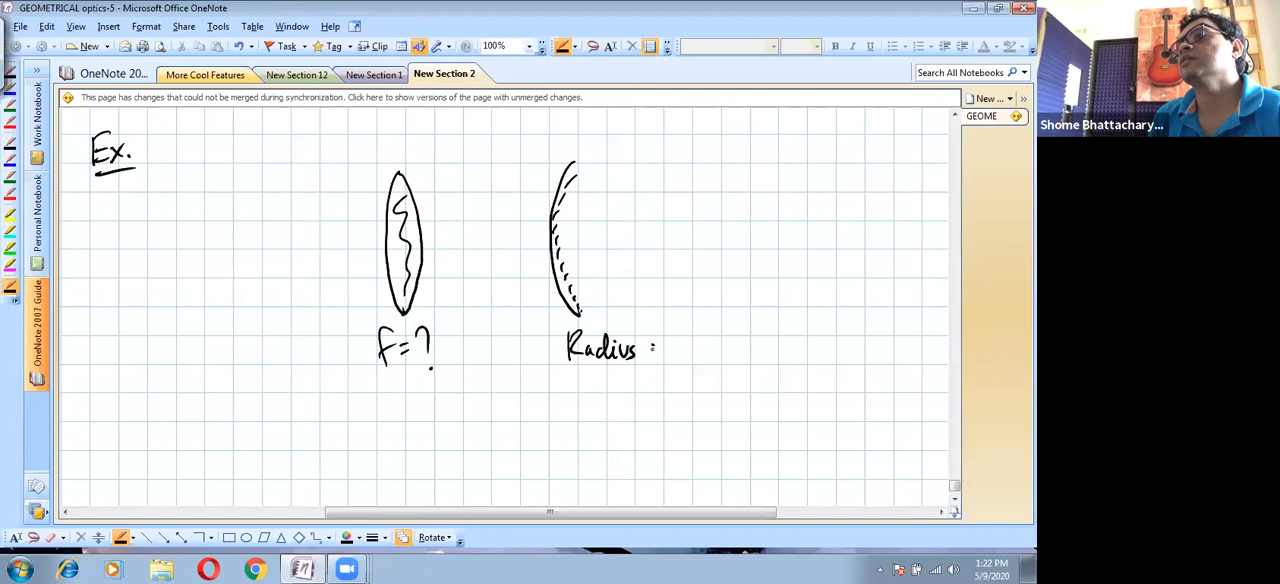 GEOMETRICAL optics-5 - Microsoft Office OneNote
File Edit View Insert Format Share Tools Table Window Help
New Task Tag Clip 100%
OneNote 20... More Cool Features New Section 12 New Section 1 New Section 2 Search All Notebooks
This page has changes that could not be merged during synchronization. Click here to show versions of the page with unmerged changes.
New ...
GEOME
Work Notebook
Personal Notebook
OneNote 2007 Guide
Shome Bhattachary...
Ex.
f=?
Radius :
Rotate
1:22 PM
5/9/2020